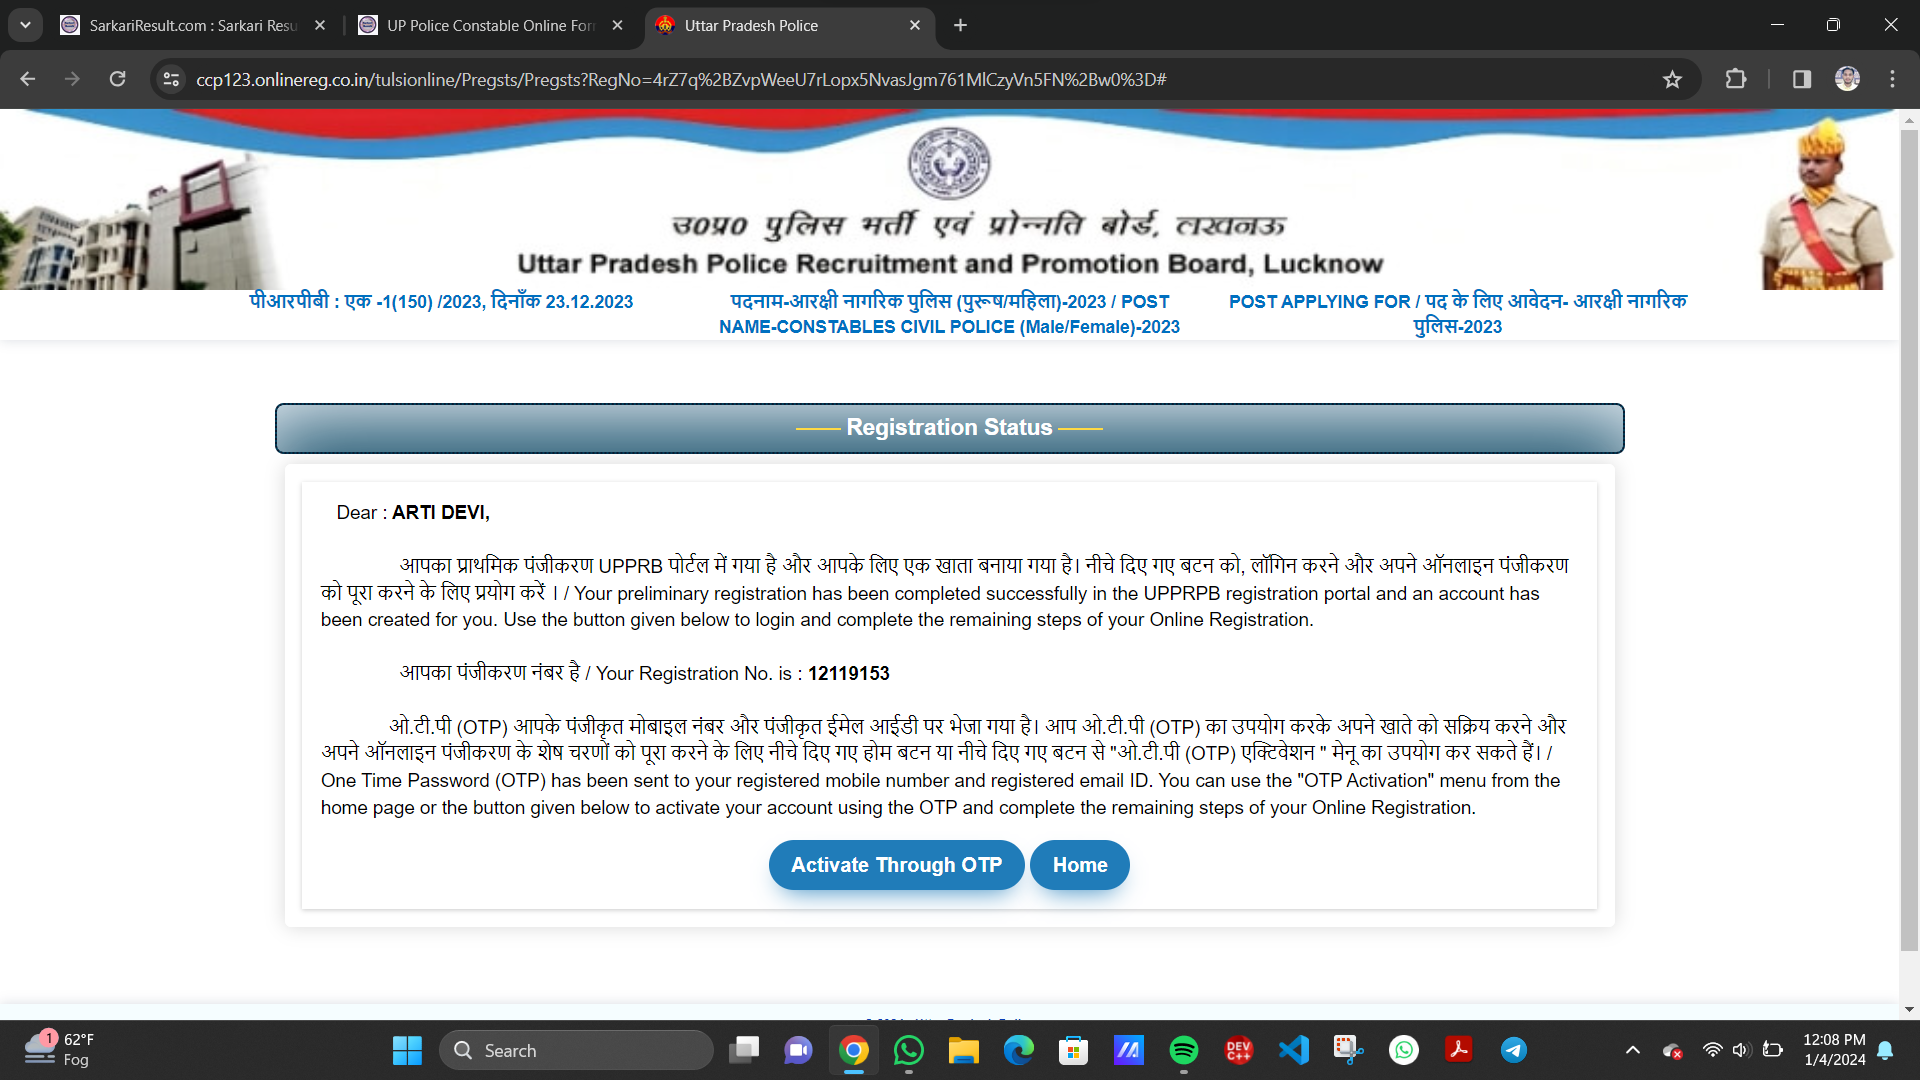 SarkariResult.com : Sarkari Resu
UP Police Constable Online For
Uttar Pradesh Police
ccp123.onlinereg.co.in/tulsionline/Pregsts/Pregsts?RegNo=4rZ7q%2BZvpWeeU7rLopx5NvasJgm761MlCzyVn5FN%2Bw0%3D#
उ०प्र० पुलिस भर्ती एवं प्रोन्नति बोर्ड, लखनऊ
Uttar Pradesh Police Recruitment and Promotion Board, Lucknow
पीआरपीबी : एक -1(150) /2023, दिनाँक 23.12.2023
पदनाम-आरक्षी नागरिक पुलिस (पुरूष/महिला)-2023 / POST
NAME-CONSTABLES CIVIL POLICE (Male/Female)-2023
POST APPLYING FOR / पद के लिए आवेदन- आरक्षी नागरिक
पुलिस-2023
Registration Status
Dear : ARTI DEVI,
आपका प्राथमिक पंजीकरण UPPRB पोर्टल में गया है और आपके लिए एक खाता बनाया गया है। नीचे दिए गए बटन को, लॉगिन करने और अपने ऑनलाइन पंजीकरण
को पूरा करने के लिए प्रयोग करें । / Your preliminary registration has been completed successfully in the UPPRPB registration portal and an account has
been created for you. Use the button given below to login and complete the remaining steps of your Online Registration.
आपका पंजीकरण नंबर है / Your Registration No. is : 12119153
ओ.टी.पी (OTP) आपके पंजीकृत मोबाइल नंबर और पंजीकृत ईमेल आईडी पर भेजा गया है। आप ओ.टी.पी (OTP) का उपयोग करके अपने खाते को सक्रिय करने और
अपने ऑनलाइन पंजीकरण के शेष चरणों को पूरा करने के लिए नीचे दिए गए होम बटन या नीचे दिए गए बटन से "ओ.टी.पी (OTP) एक्टिवेशन " मेनू का उपयोग कर सकते हैं। /
One Time Password (OTP) has been sent to your registered mobile number and registered email ID. You can use the "OTP Activation" menu from the
home page or the button given below to activate your account using the OTP and complete the remaining steps of your Online Registration.
Activate Through OTP
Home
1
62°F
Fog
Search
DEV
C++
12:08 PM
1/4/2024